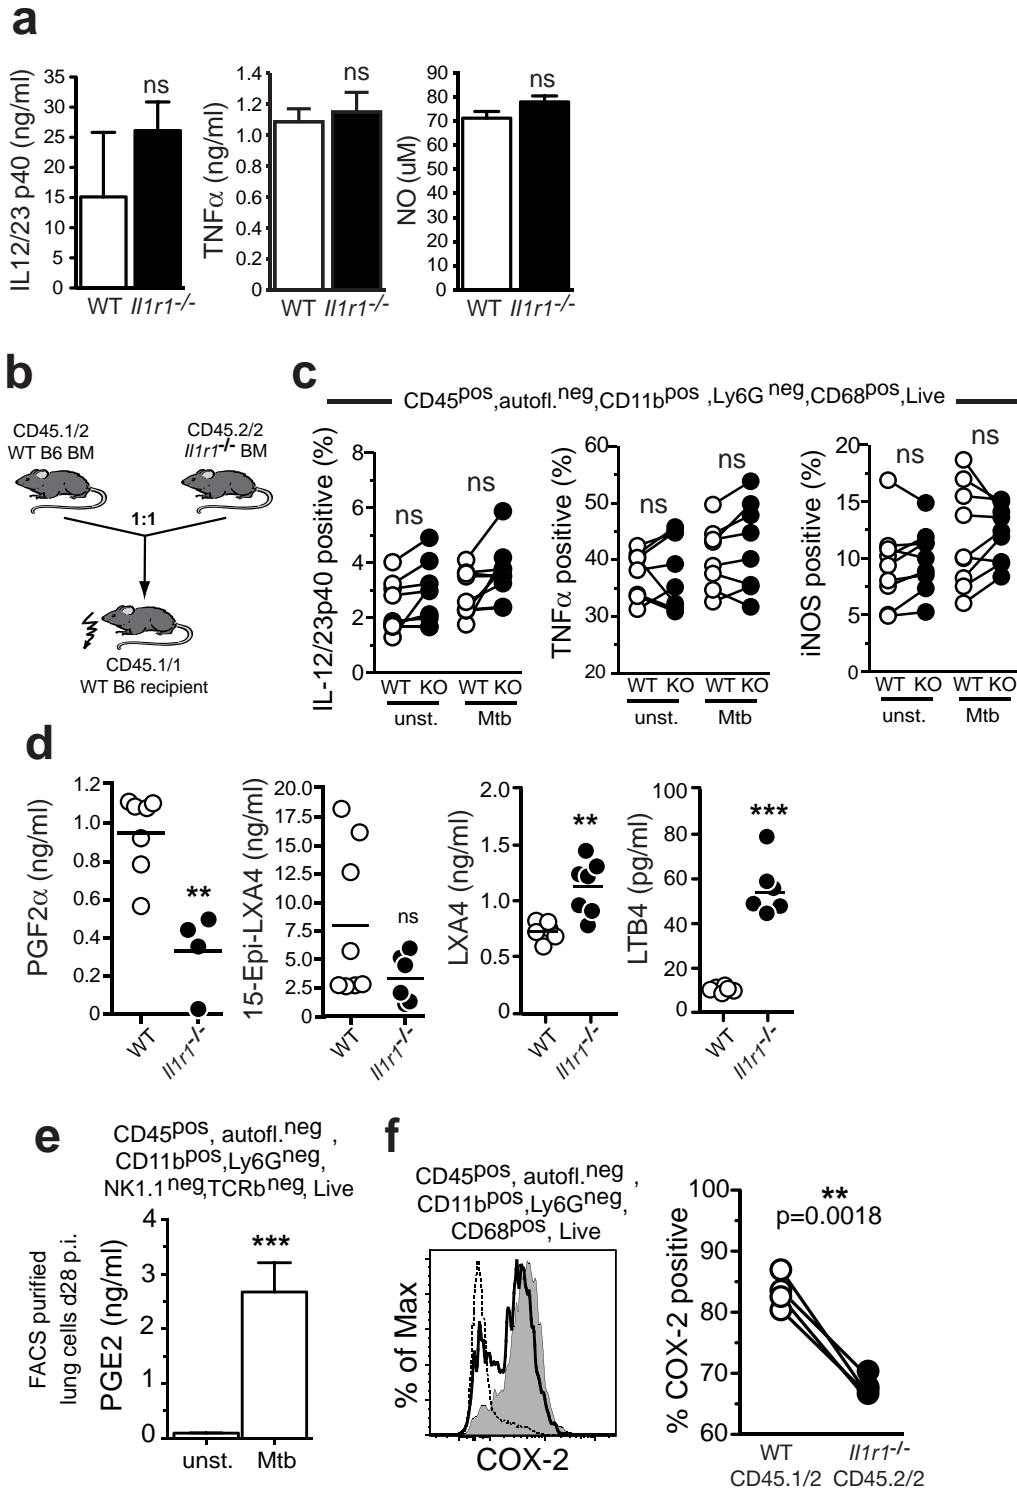 a
IL12/23 p40 (ng/ml)
35
30
25
20
15
10
5
0
ns
WT Il1r1-/-
TNFα (ng/ml)
1.4
1.2
1.0
0.8
0.6
0.4
0.2
0
ns
WT Il1r1-/-
NO (uM)
90
80
70
60
50
40
30
20
10
0
ns
WT Il1r1-/-
b
CD45.1/2
WT B6 BM
CD45.2/2
Il1r1-/- BM
1:1
CD45.1/1
WT B6 recipient
c
CD45pos,autofl.neg,CD11bpos ,Ly6G neg,CD68pos,Live
IL-12/23p40 positive (%)
8
6
4
2
0
ns
ns
WT KO WT KO
unst. Mtb
TNFα positive (%)
60
50
40
30
20
ns
ns
WT KO WT KO
unst. Mtb
iNOS positive (%)
20
15
10
5
0
ns
ns
WT KO WT KO
unst. Mtb
d
PGF2α (ng/ml)
1.2
1.0
0.8
0.6
0.4
0.2
0
**
WT Il1r1-/-
15-Epi-LXA4 (ng/ml)
20.0
17.5
15.0
12.5
10.0
7.5
5.0
2.5
0
ns
WT Il1r1-/-
LXA4 (ng/ml)
2.0
1.5
1.0
0.5
0
**
WT Il1r1-/-
LTB4 (pg/ml)
100
80
60
40
20
0
***
WT Il1r1-/-
e
CD45pos, autofl.neg ,
CD11bpos,Ly6Gneg,
NK1.1neg,TCRbneg, Live
FACS purified
lung cells d28 p.i.
PGE2 (ng/ml)
4
3
2
1
0
***
unst. Mtb
f
CD45pos, autofl.neg ,
CD11bpos,Ly6Gneg,
CD68pos, Live
% of Max
COX-2
% COX-2 positive
100
90
80
70
60
**
p=0.0018
WT Il1r1-/-
CD45.1/2 CD45.2/2